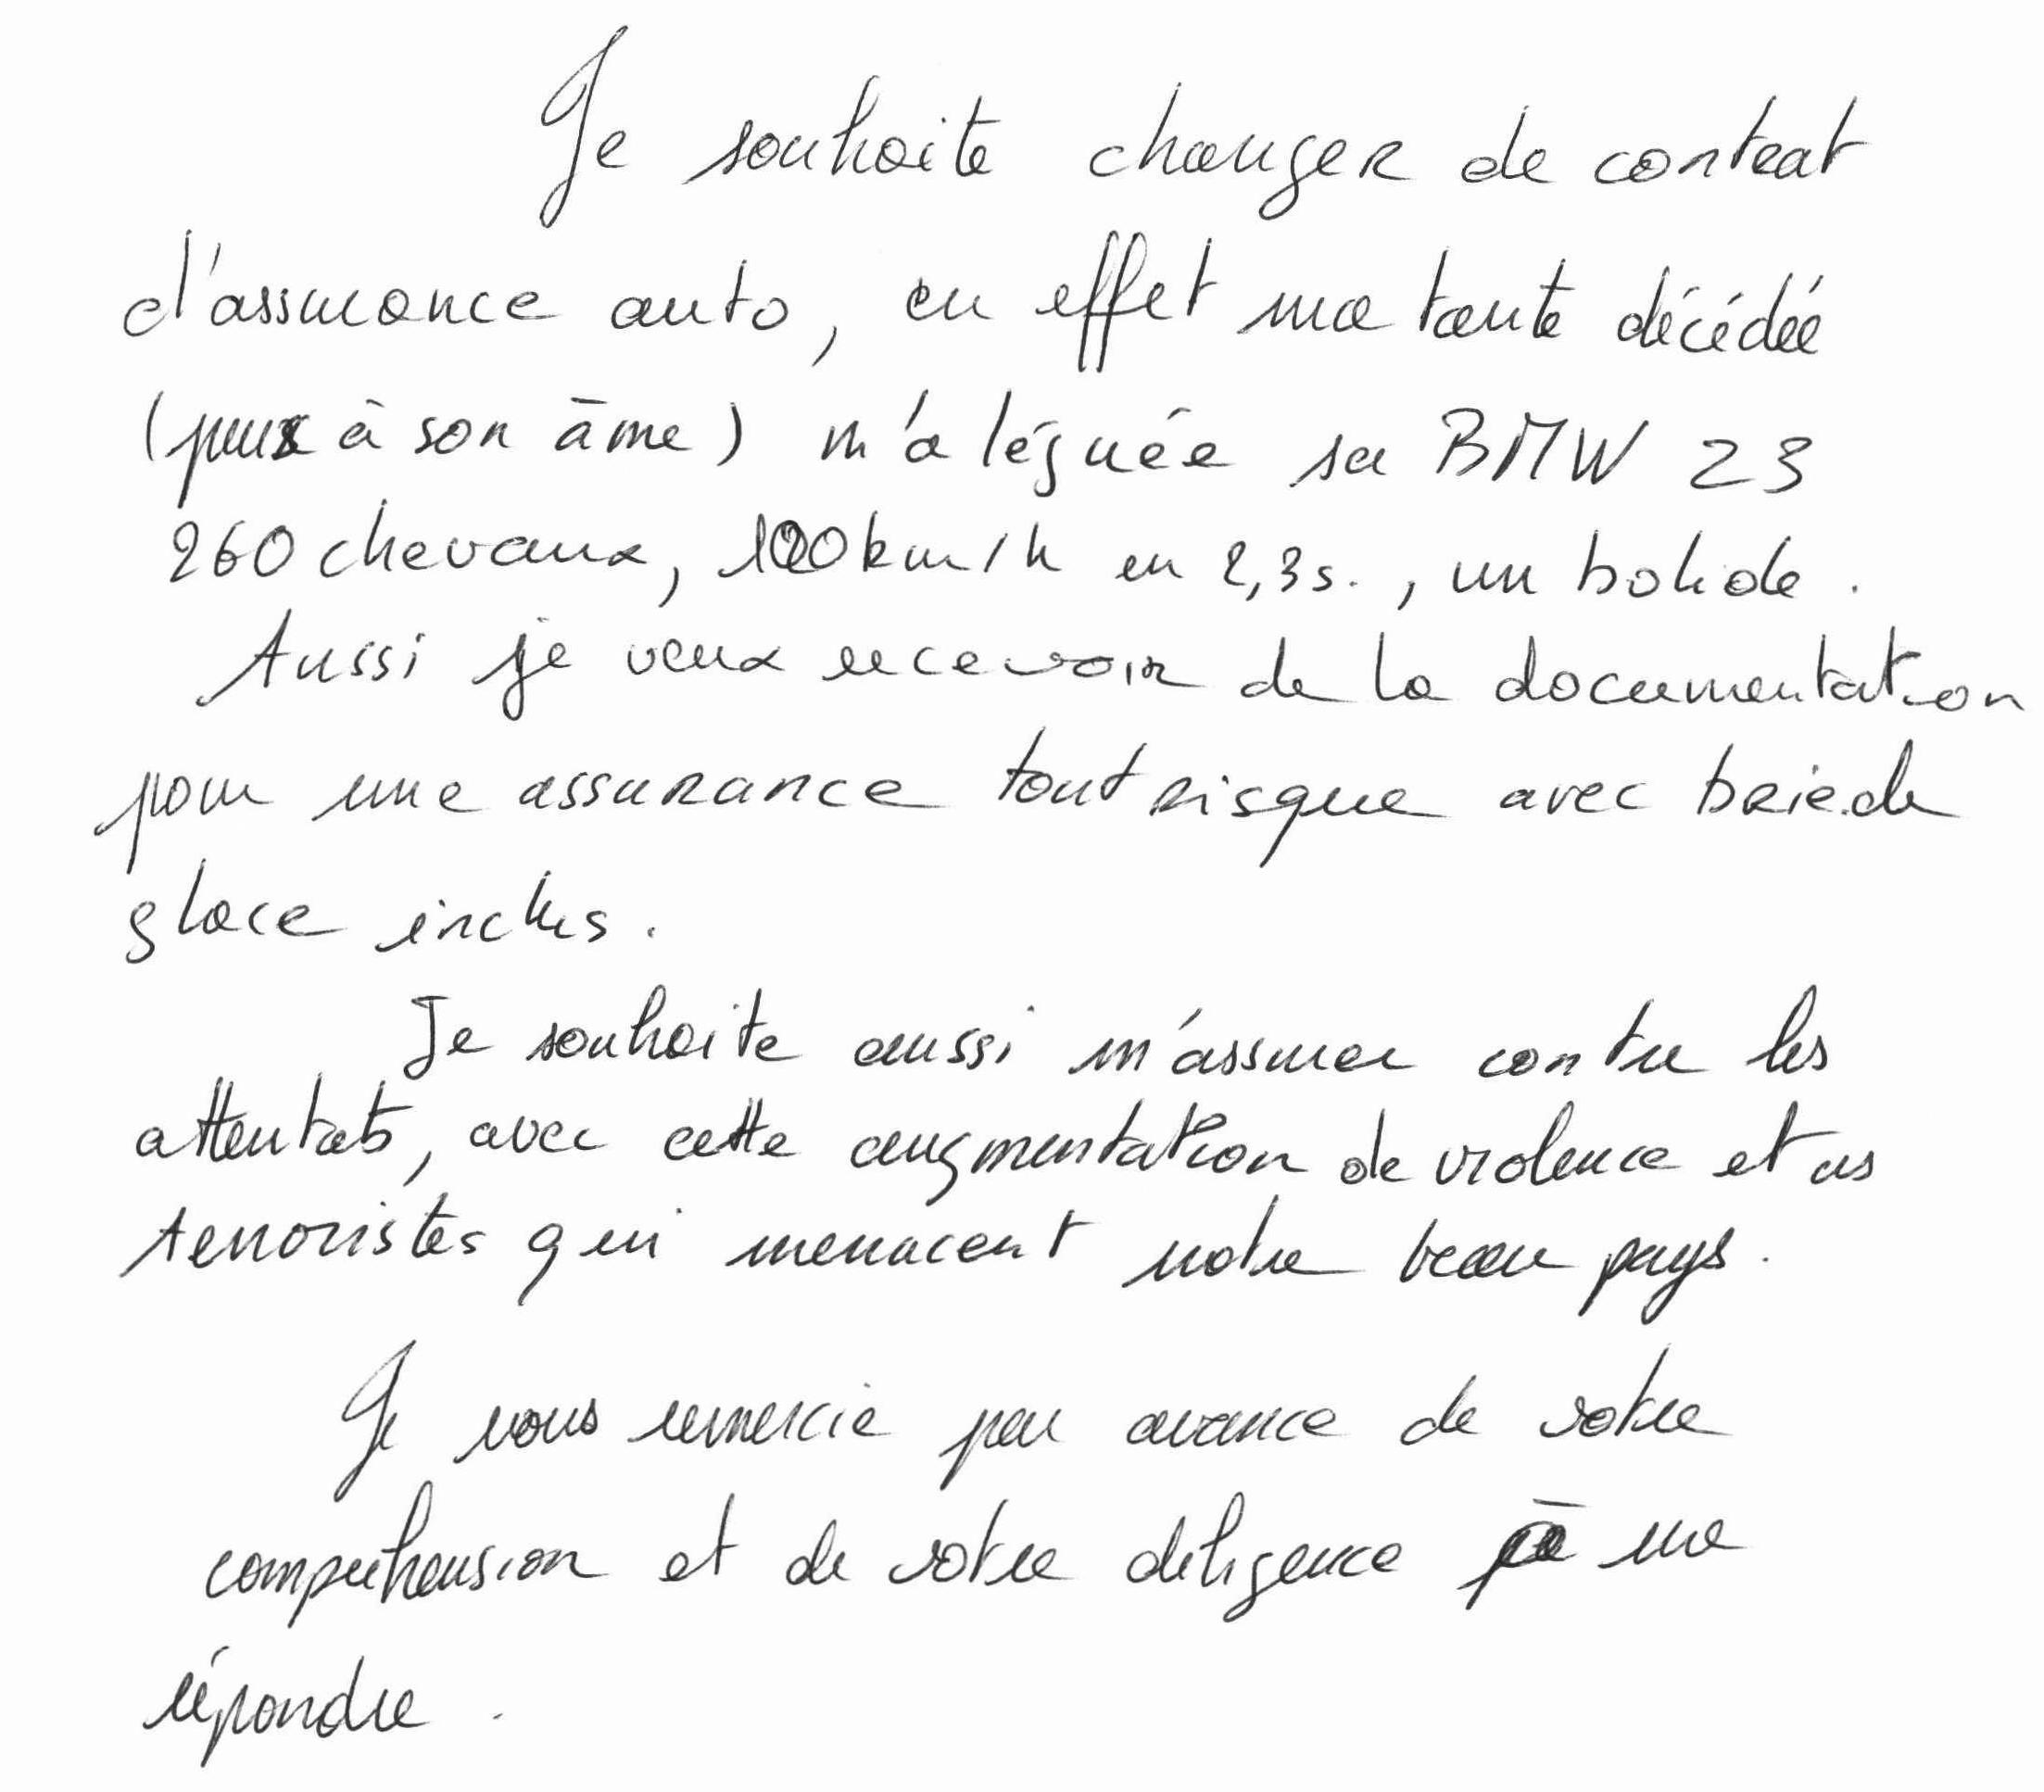 Je souhaite changer de contrat
d'assurance auto, en effet ma tante décédée
(paix à son âme) m'a léguée sa BMW Z3
260 chevaux, 100km/h en 2,3s., un bolide.
Aussi je veux recevoir de la documentation
pour une assurance tout risque avec brie de
glace inclus.
Je souhaite aussi m'assurer contre les
attentats, avec cette augmentation de violence et ces
terroristes qui menacent notre beau pays.
Je vous remercie par avance de votre
compréhension et de votre diligence à me
répondre.